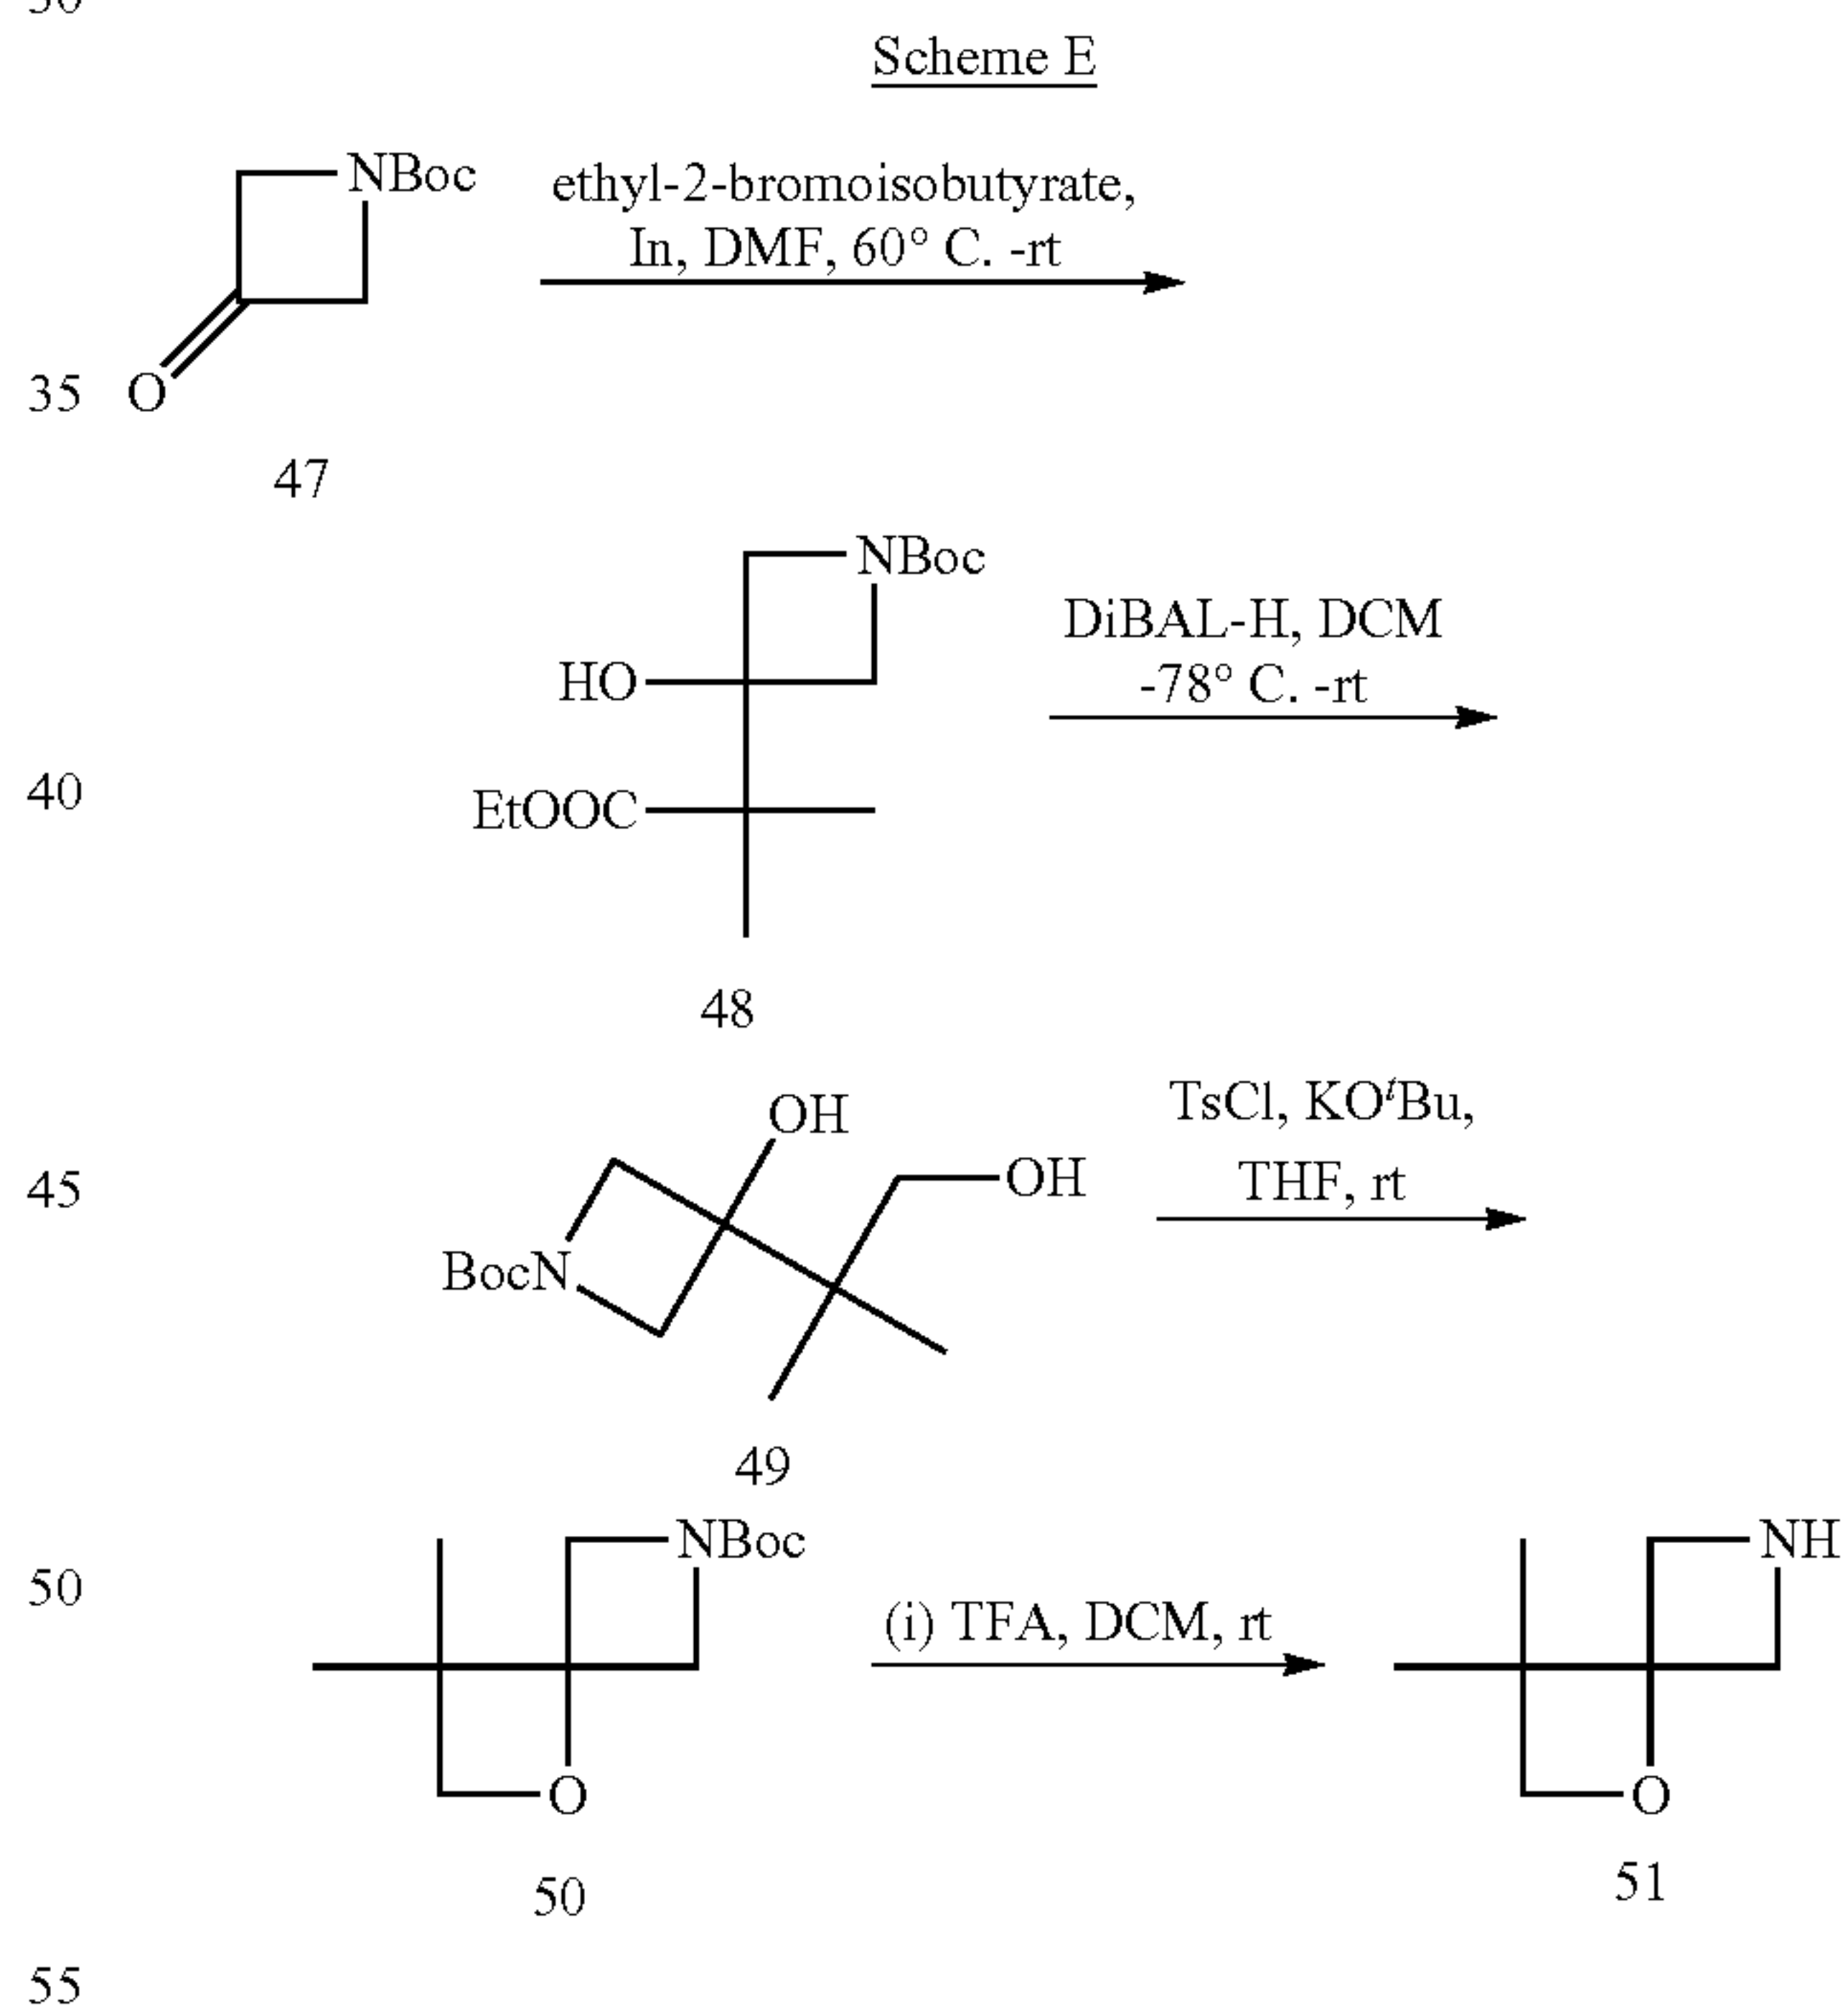 30
Scheme E
NBoc
ethyl-2-bromoisobutyrate,
In, DMF, 60° C. -rt
35
O
47
NBoc
DiBAL-H, DCM
-78° C. -rt
HO
40
EtOOC
48
OH
TsCl, KOᵗBu,
45
OH
THF, rt
BocN
49
NBoc
NH
50
(i) TFA, DCM, rt
O
O
50
51
55